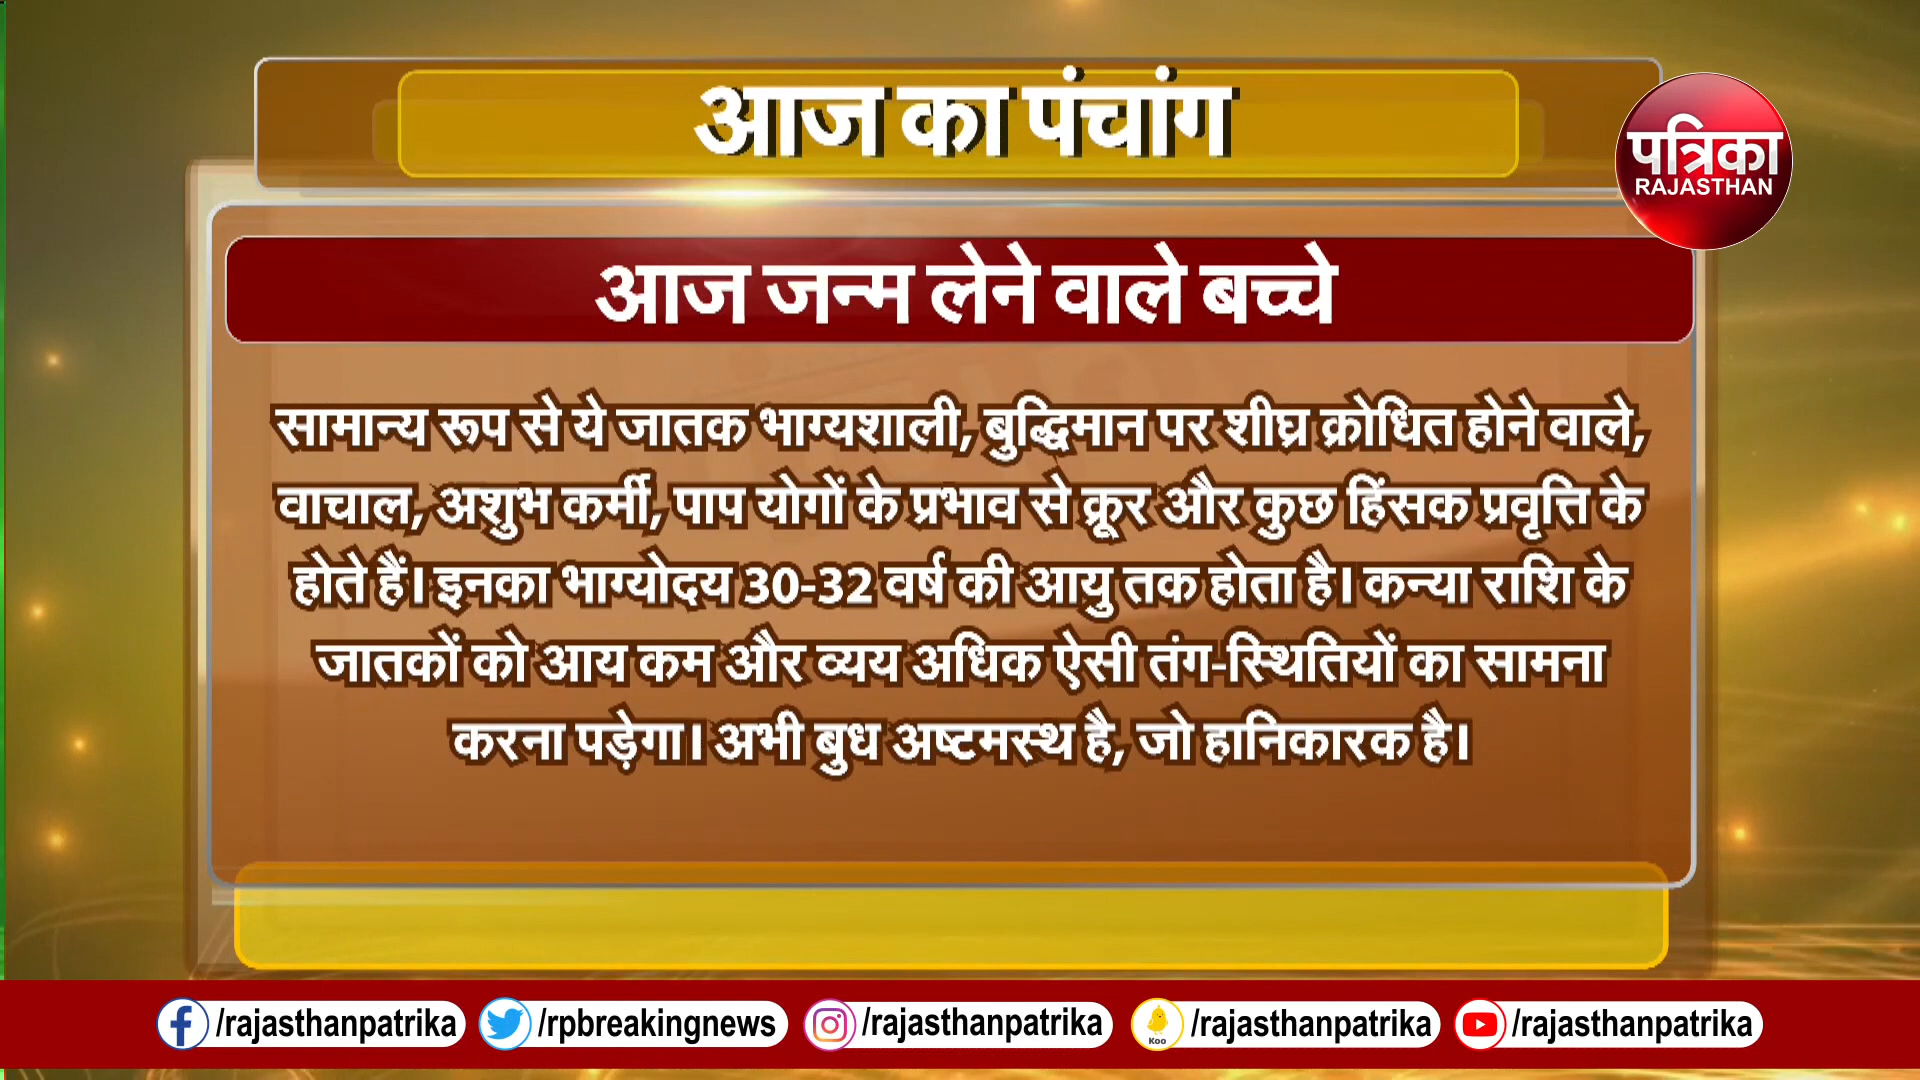 आज का पंचांग
पत्रिका
RAJASTHAN
आज जन्म लेने वाले बच्चे
सामान्य रूप से ये जातक भाग्यशाली, बुद्धिमान पर शीघ्र क्रोधित होने वाले,
वाचाल, अशुभ कर्मी, पाप योगों के प्रभाव से क्रूर और कुछ हिंसक प्रवृत्ति के
होते हैं। इनका भाग्योदय 30-32 वर्ष की आयु तक होता है। कन्या राशि के
जातकों को आय कम और व्यय अधिक ऐसी तंग-स्थितियों का सामना
करना पड़ेगा। अभी बुध अष्टमस्थ है, जो हानिकारक है।
/rajasthanpatrika /rpbreakingnews /rajasthanpatrika Koo /rajasthanpatrika /rajasthanpatrika